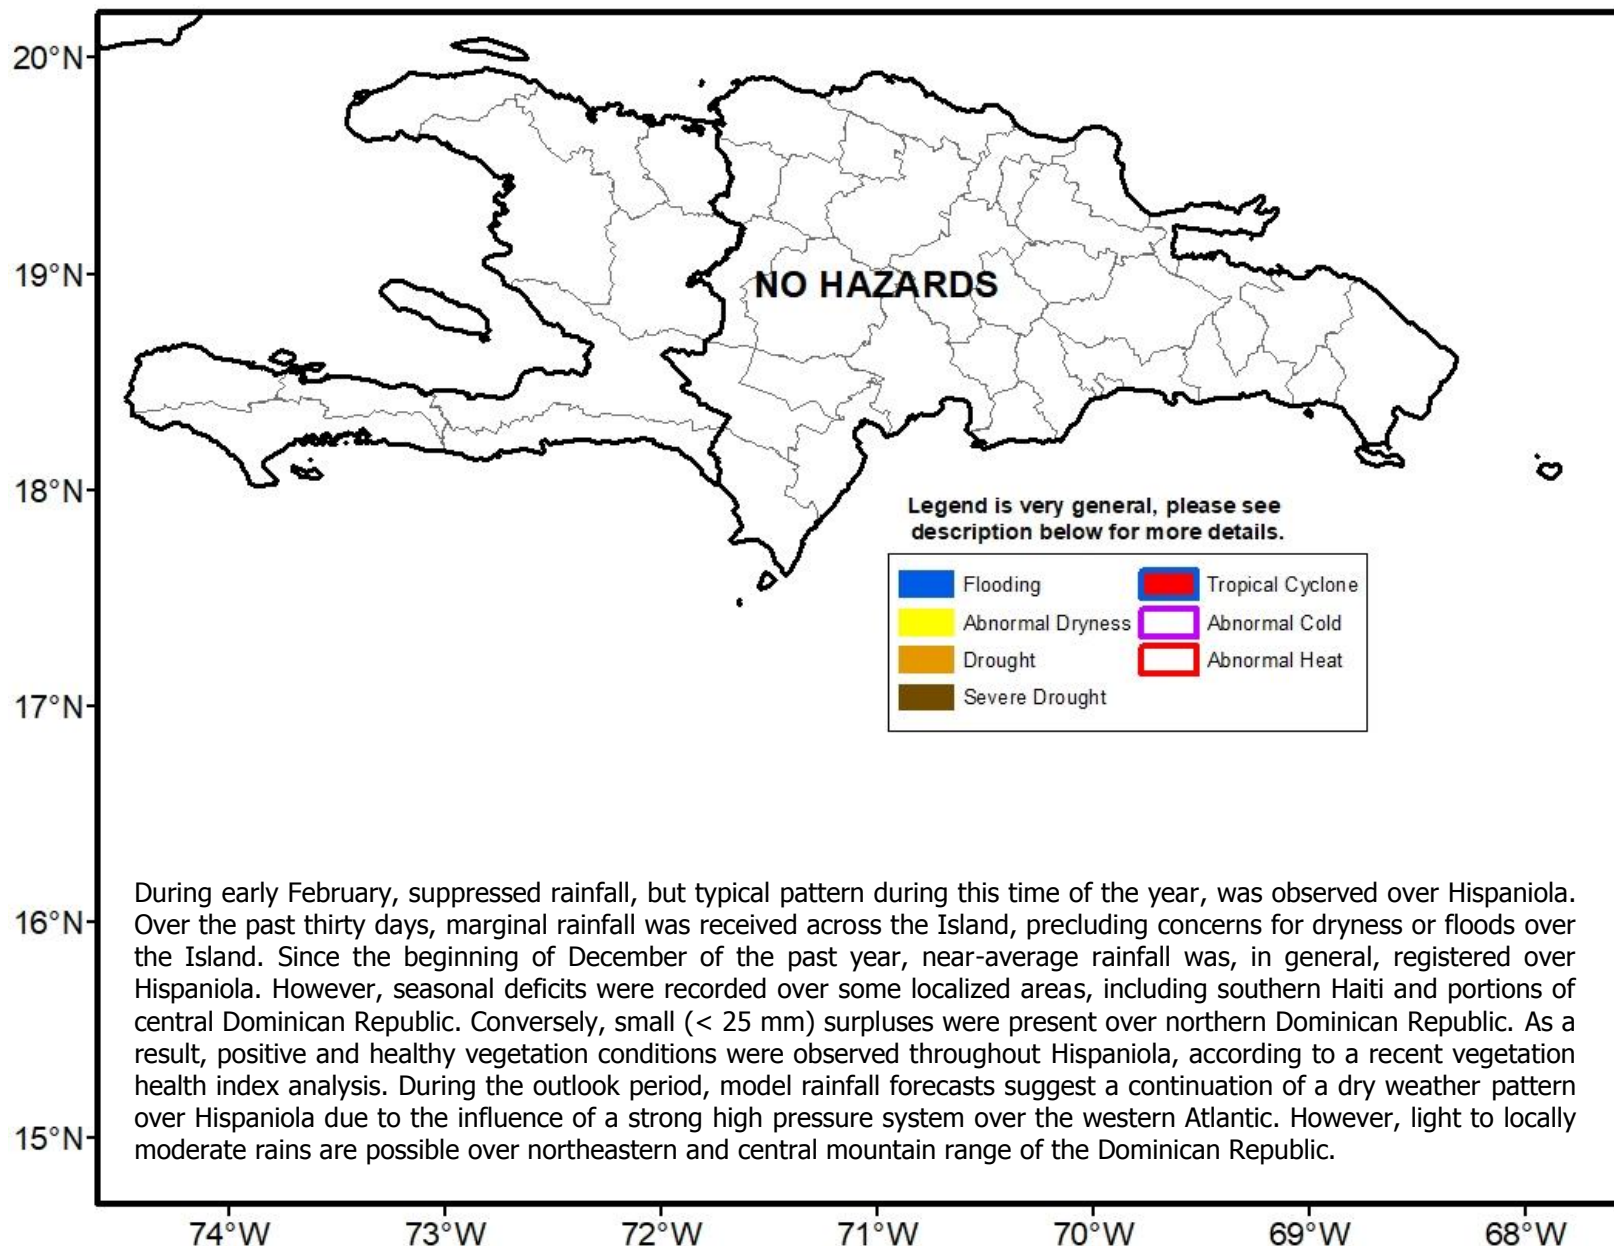 20°N
19°N
18°N
17°N
16°N
15°N
NO HAZARDS
Legend is very general, please see
description below for more details.
Flooding
Abnormal Dryness
Drought
Severe Drought
Tropical Cyclone
Abnormal Cold
Abnormal Heat
During early February, suppressed rainfall, but typical pattern during this time of the year, was observed over Hispaniola.
Over the past thirty days, marginal rainfall was received across the Island, precluding concerns for dryness or floods over
the Island. Since the beginning of December of the past year, near-average rainfall was, in general, registered over
Hispaniola. However, seasonal deficits were recorded over some localized areas, including southern Haiti and portions of
central Dominican Republic. Conversely, small (< 25 mm) surpluses were present over northern Dominican Republic. As a
result, positive and healthy vegetation conditions were observed throughout Hispaniola, according to a recent vegetation
health index analysis. During the outlook period, model rainfall forecasts suggest a continuation of a dry weather pattern
over Hispaniola due to the influence of a strong high pressure system over the western Atlantic. However, light to locally
moderate rains are possible over northeastern and central mountain range of the Dominican Republic.
74°W
73°W
72°W
71°W
70°W
69°W
68°W